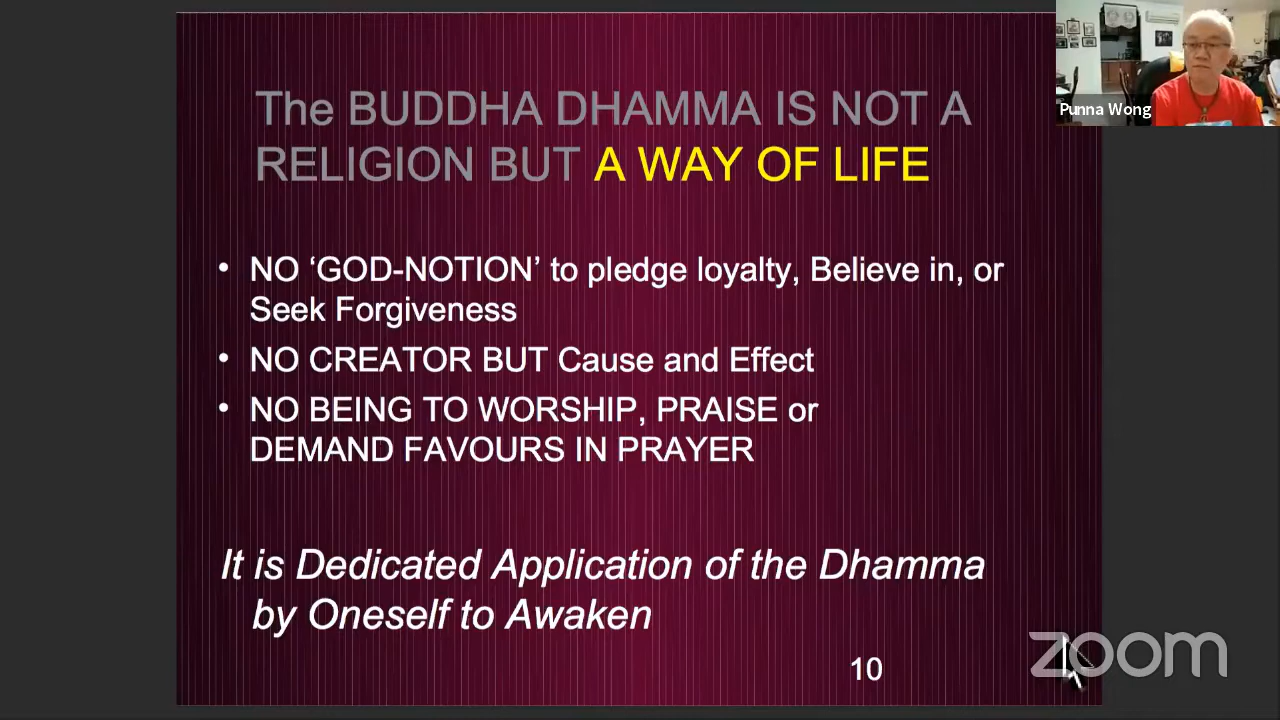 The BUDDHA DHAMMA IS NOT A
RELIGION BUT A WAY OF LIFE
• NO ‘GOD-NOTION’ to pledge loyalty, Believe in, or
Seek Forgiveness
• NO CREATOR BUT Cause and Effect
• NO BEING TO WORSHIP, PRAISE or
DEMAND FAVOURS IN PRAYER
It is Dedicated Application of the Dhamma
by Oneself to Awaken
10
Punna Wong
zoom